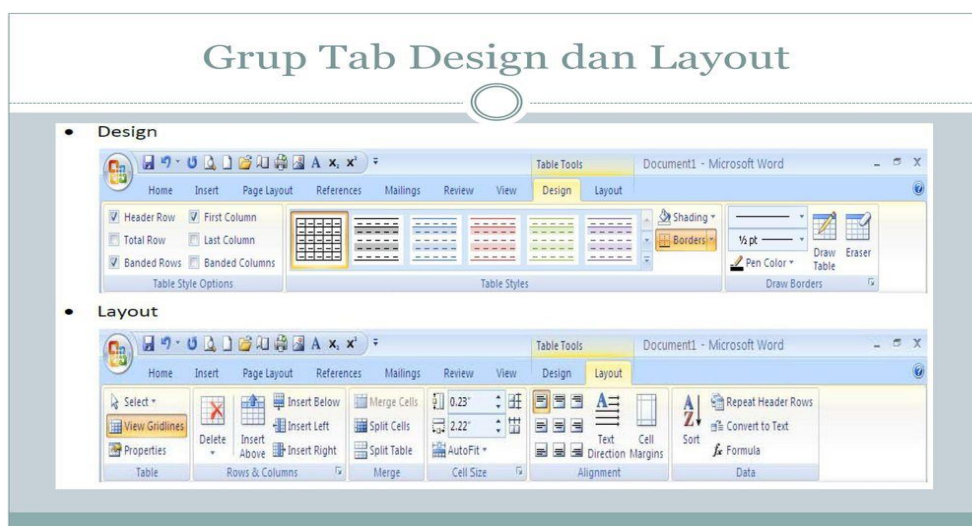 Grup Tab Design dan Layout
• Design
Table Tools Document1 - Microsoft Word
Home Insert Page Layout References Mailings Review View Design Layout
Header Row First Column Shading
Total Row Last Column Borders ½ pt
Banded Rows Banded Columns Pen Color Draw Table Eraser
Table Style Options Table Styles Draw Borders
• Layout
Table Tools Document1 - Microsoft Word
Home Insert Page Layout References Mailings Review View Design Layout
Select Insert Below Merge Cells 0.23" Repeat Header Rows
View Gridlines Delete Insert Above Insert Left Split Cells 2.22" Text Direction Cell Margins Sort Convert to Text
Properties Insert Right Split Table AutoFit Formula
Table Rows & Columns Merge Cell Size Alignment Data